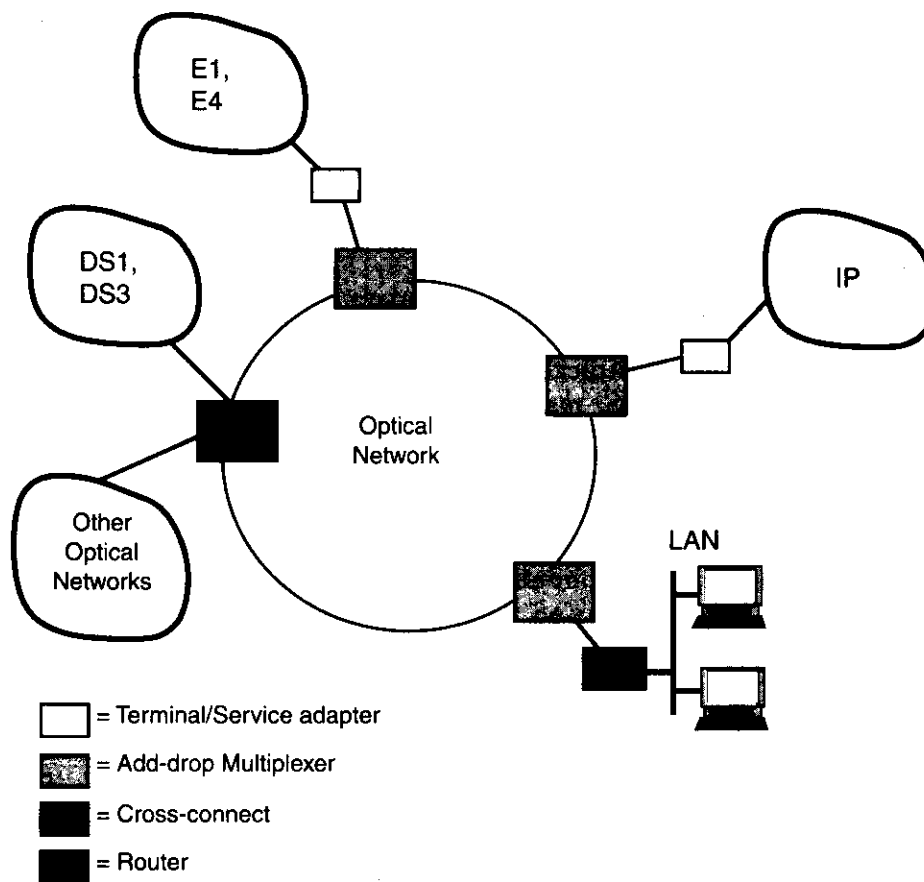 E1,
E4
DS1,
DS3
IP
Optical
Network
Other
Optical
Networks
LAN
= Terminal/Service adapter
= Add-drop Multiplexer
= Cross-connect
= Router